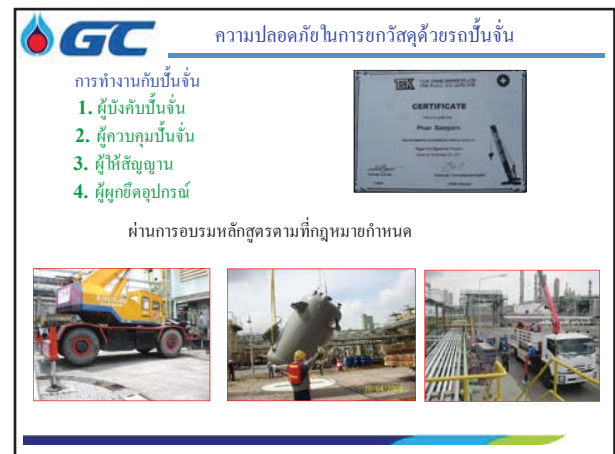 GC
ความปลอดภัยในการยกวัสดุด้วยรถปั้นจั่น
การทำงานกับปั้นจั่น
1. ผู้บังคับปั้นจั่น
2. ผู้ควบคุมปั้นจั่น
3. ผู้ให้สัญญาน
4. ผู้ผูกยึดอุปกรณ์
CERTIFICATE
ผ่านการอบรมหลักสูตรตามที่กฎหมายกำหนด